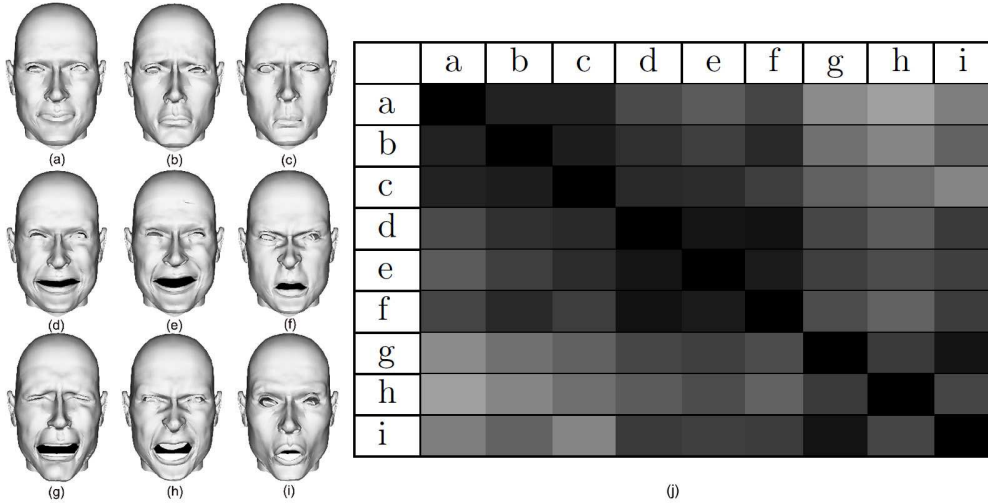 (a) (b) (c)
(d) (e) (f)
(g) (h) (i)
a b c d e f g h i
a
b
c
d
e
f
g
h
i
(j)